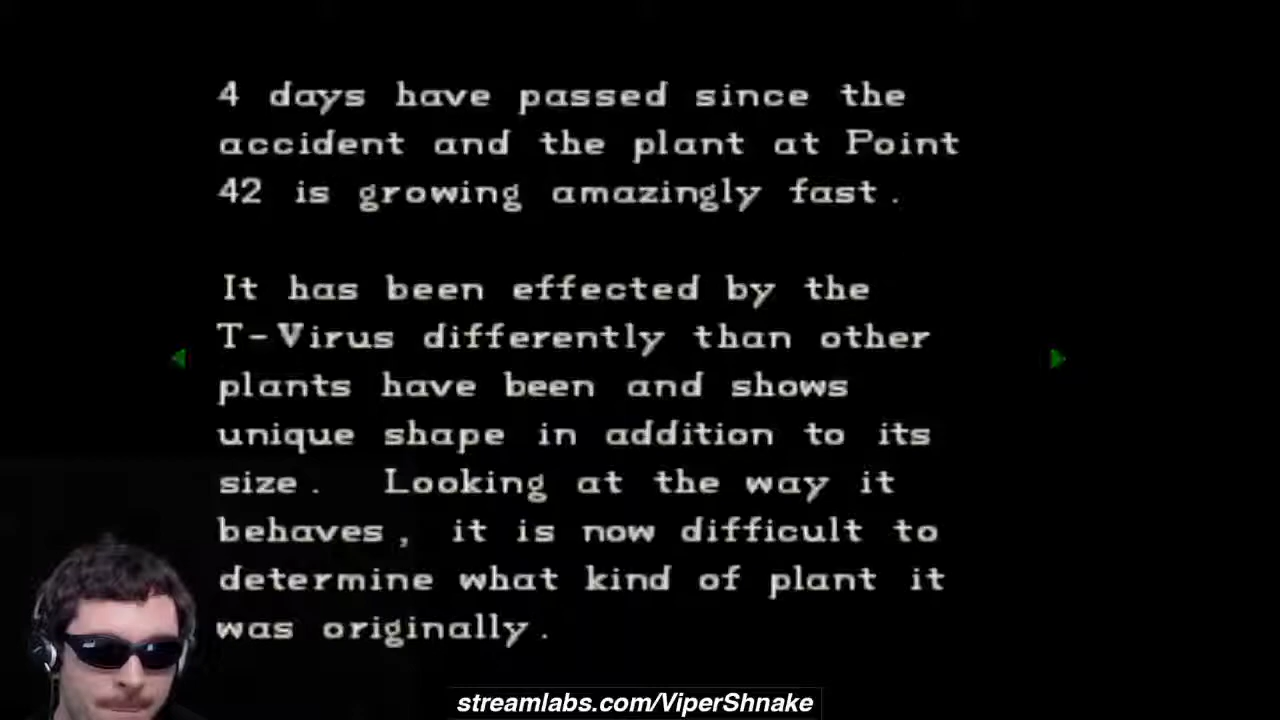 4 days have passed since the
accident and the plant at Point
42 is growing amazingly fast.
It has been effected by the
T-Virus differently than other
plants have been and shows
unique shape in addition to its
size. Looking at the way it
behaves, it is now difficult to
determine what kind of plant it
was originally.
streamlabs.com/ViperShnake